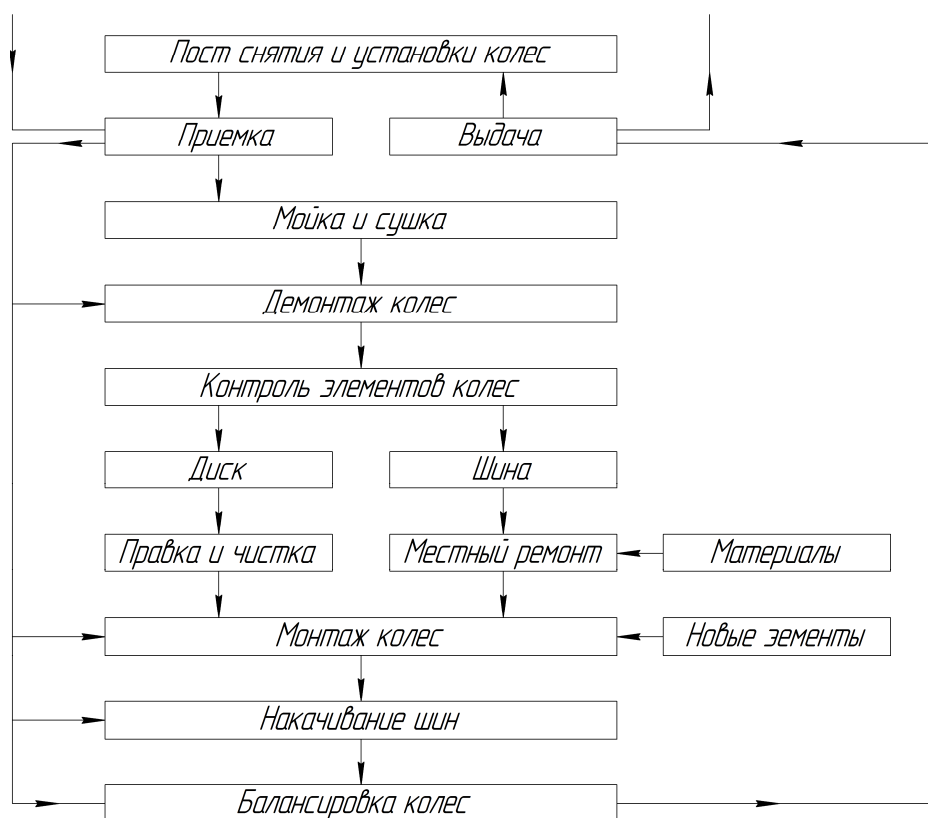 Пост снятия и установки колес
Приемка
Выдача
Мойка и сушка
Демонтаж колес
Контроль элементов колес
Диск
Шина
Правка и чистка
Местный ремонт
Материалы
Монтаж колес
Новые эементы
Накачивание шин
Балансировка колес